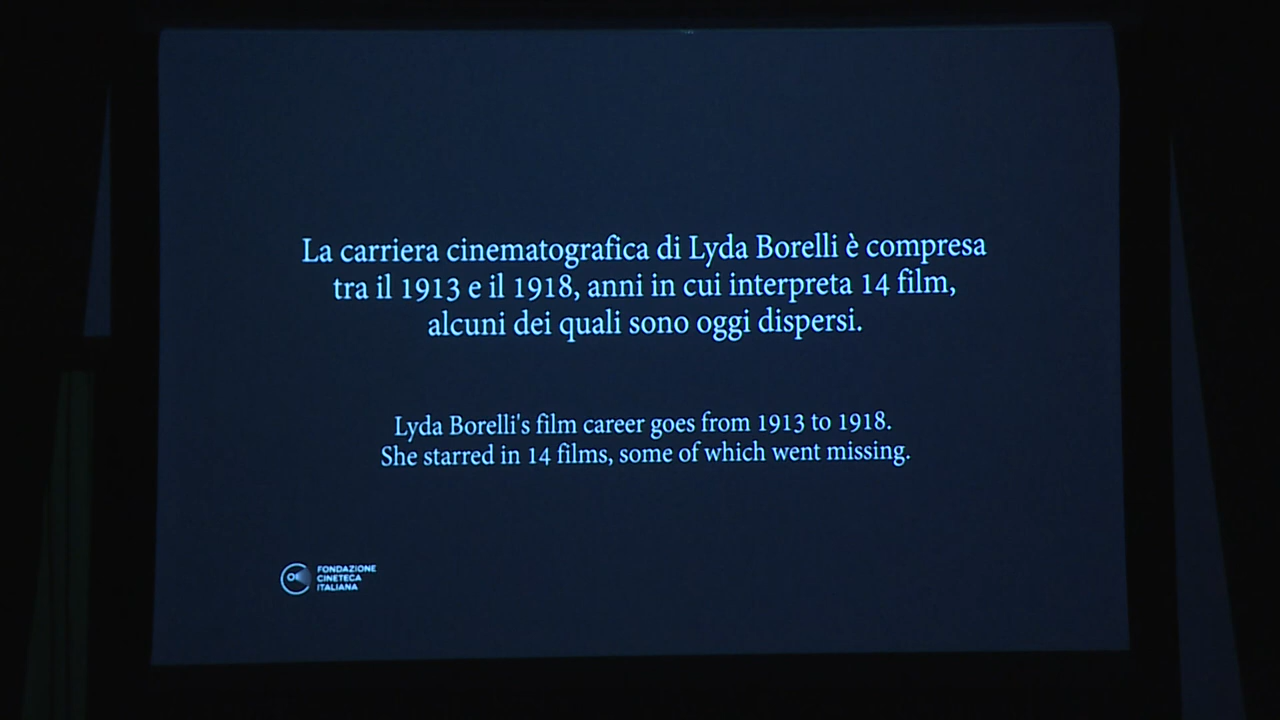 La carriera cinematografica di Lyda Borelli è compresa
tra il 1913 e il 1918, anni in cui interpreta 14 film,
alcuni dei quali sono oggi dispersi.
Lyda Borelli's film career goes from 1913 to 1918.
She starred in 14 films, some of which went missing.
FONDAZIONE
CINETECA
ITALIANA